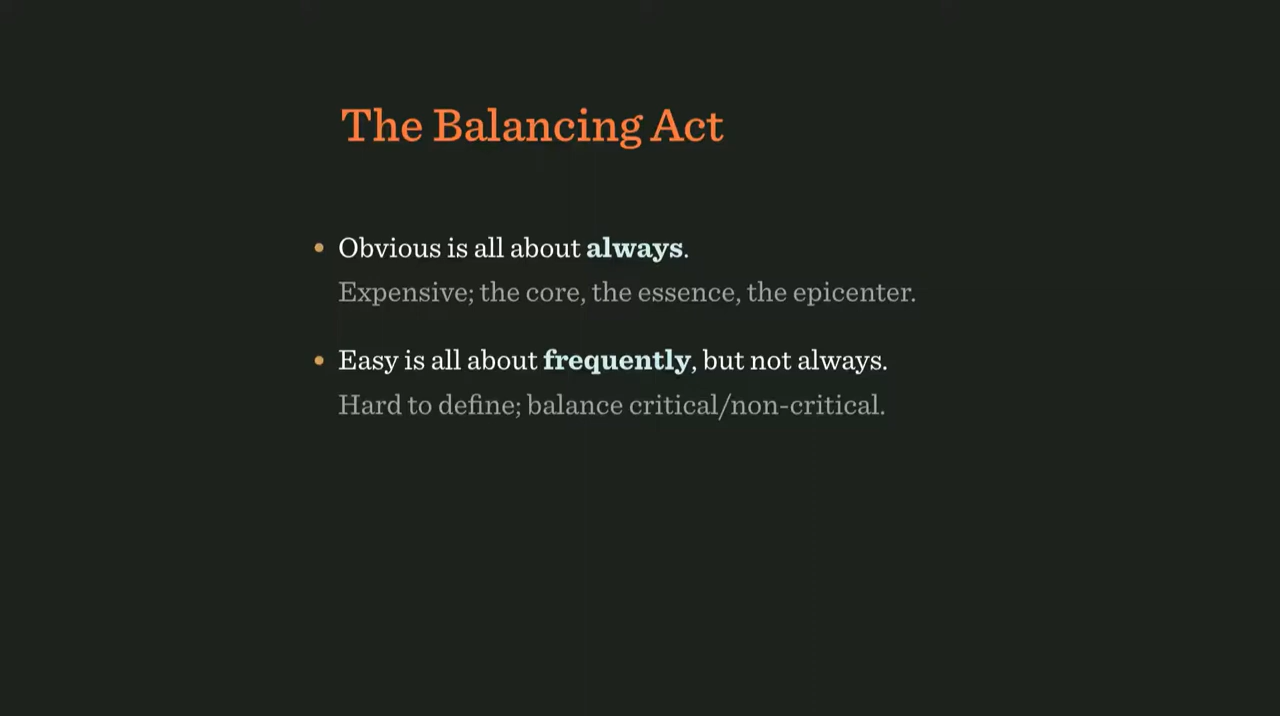 The Balancing Act
• Obvious is all about always.
Expensive; the core, the essence, the epicenter.
• Easy is all about frequently, but not always.
Hard to define; balance critical/non-critical.